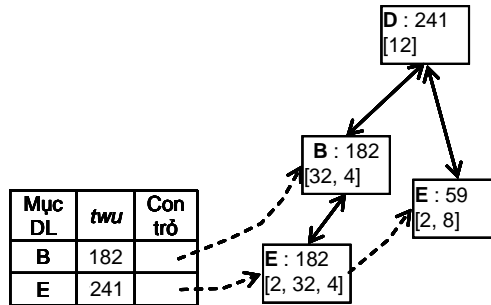 D : 241
[12]
B : 182
[32, 4]
E : 59
[2, 8]
E : 182
[2, 32, 4]
Mục DL twu Con trỏ
B 182
E 241